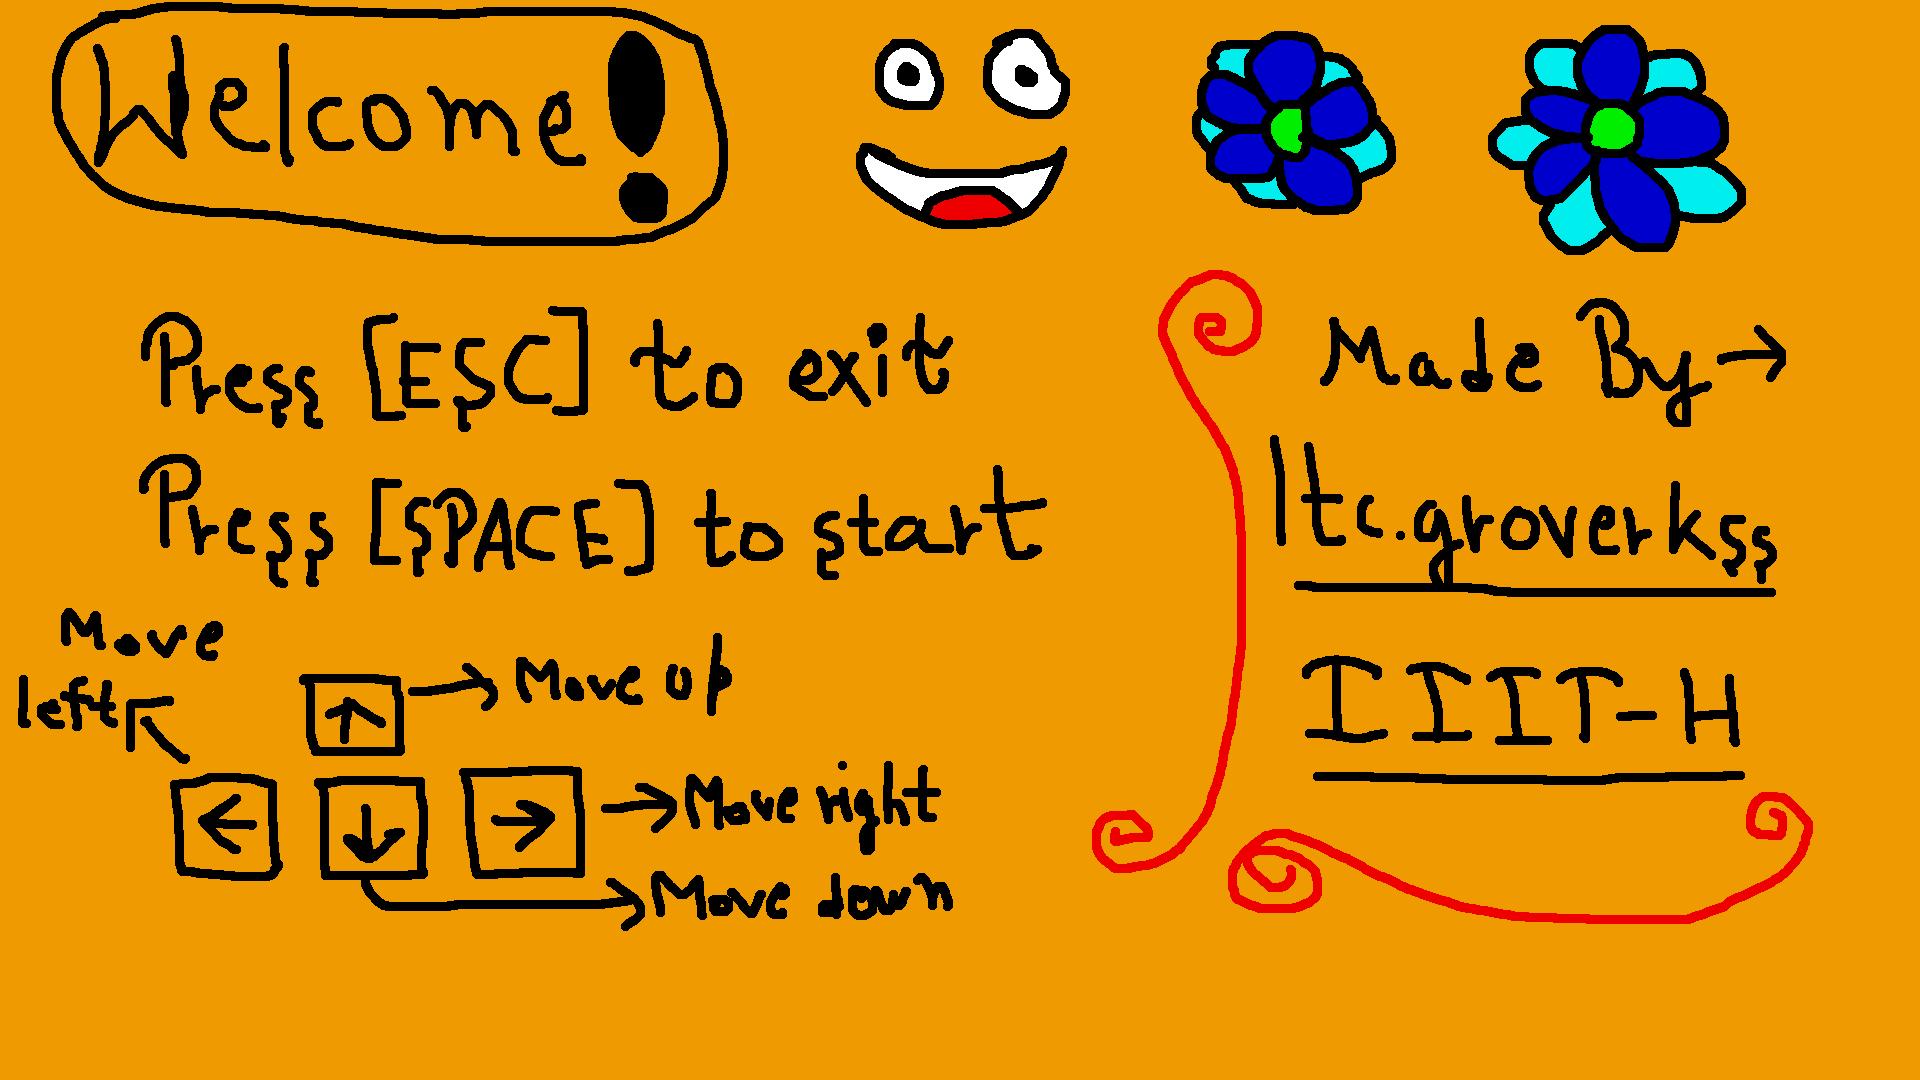 Welcome!
Press [ESC] to exit
Press [SPACE] to start
Move
left
Move up
Move right
Move down
Made By →
ltc.groverkss
IIIT-H